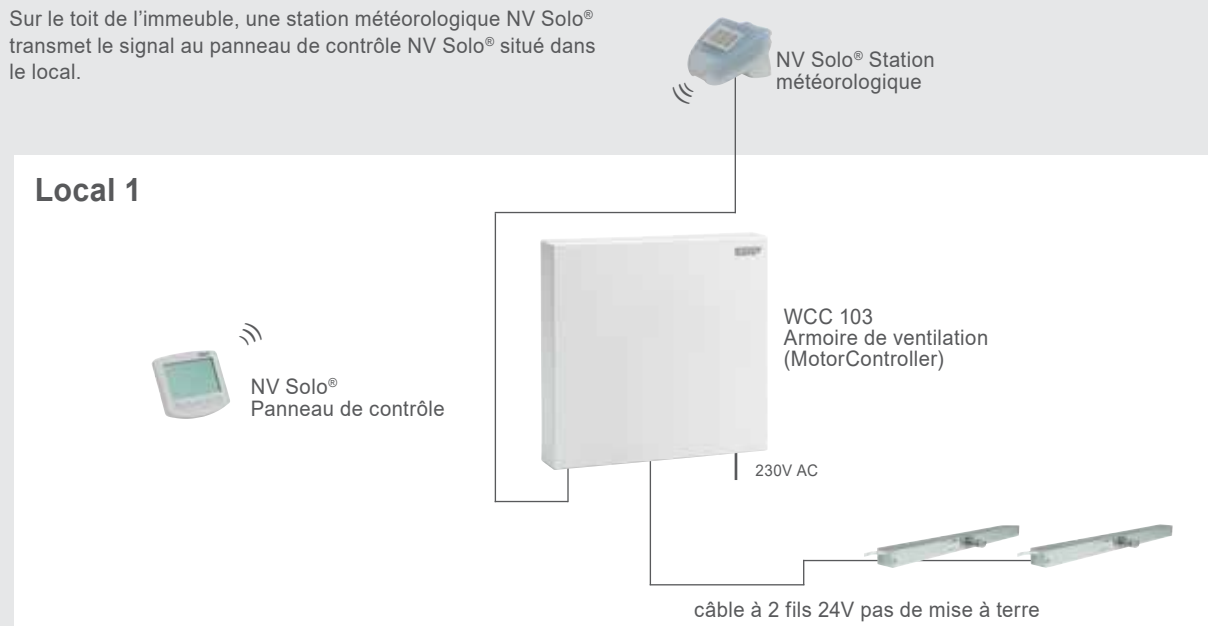 Sur le toit de l’immeuble, une station météorologique NV Solo®
transmet le signal au panneau de contrôle NV Solo® situé dans
le local.
NV Solo® Station
météorologique
Local 1
WCC 103
Armoire de ventilation
(MotorController)
NV Solo®
Panneau de contrôle
230V AC
câble à 2 fils 24V pas de mise à terre